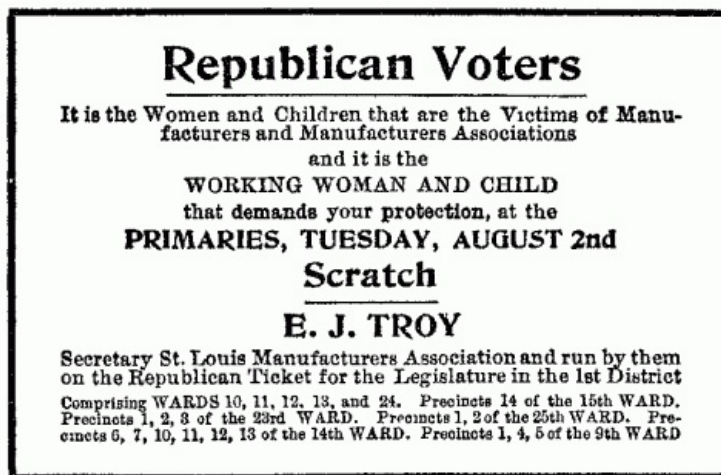 Republican Voters
It is the Women and Children that are the Victims of Manu-
facturers and Manufacturers Associations
and it is the
WORKING WOMAN AND CHILD
that demands your protection, at the
PRIMARIES, TUESDAY, AUGUST 2nd
Scratch
E. J. TROY
Secretary St. Louis Manufacturers Association and run by them
on the Republican Ticket for the Legislature in the 1st District
Comprising WARDS 10, 11, 12, 13, and 24. Precincts 14 of the 15th WARD.
Precincts 1, 2, 3 of the 23rd WARD. Precincts 1, 2 of the 25th WARD. Pre-
cincts 6, 7, 10, 11, 12, 13 of the 14th WARD. Precincts 1, 4, 5 of the 9th WARD